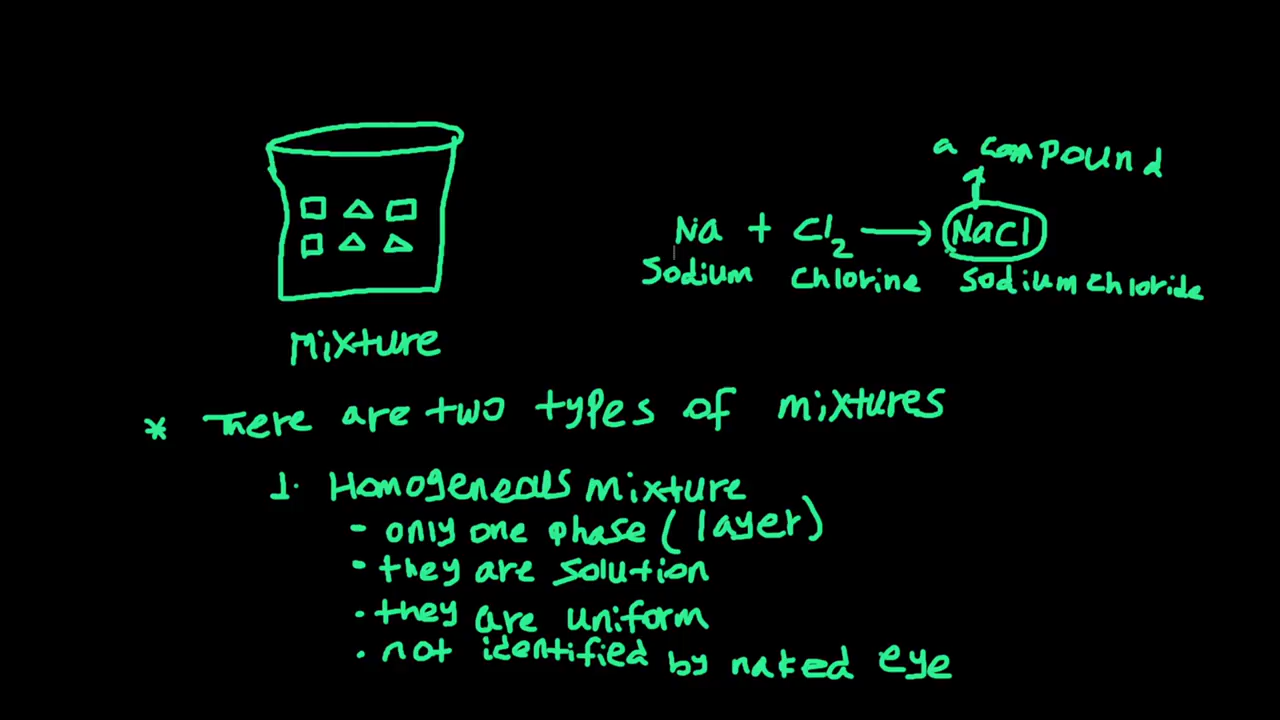 a compound
Na + Cl₂ → NaCl
Sodium chlorine Sodium chloride
Mixture
* There are two types of mixtures
1. Homogeneous mixture
- only one phase (layer)
- they are solution
. they are uniform
. not identified by naked eye